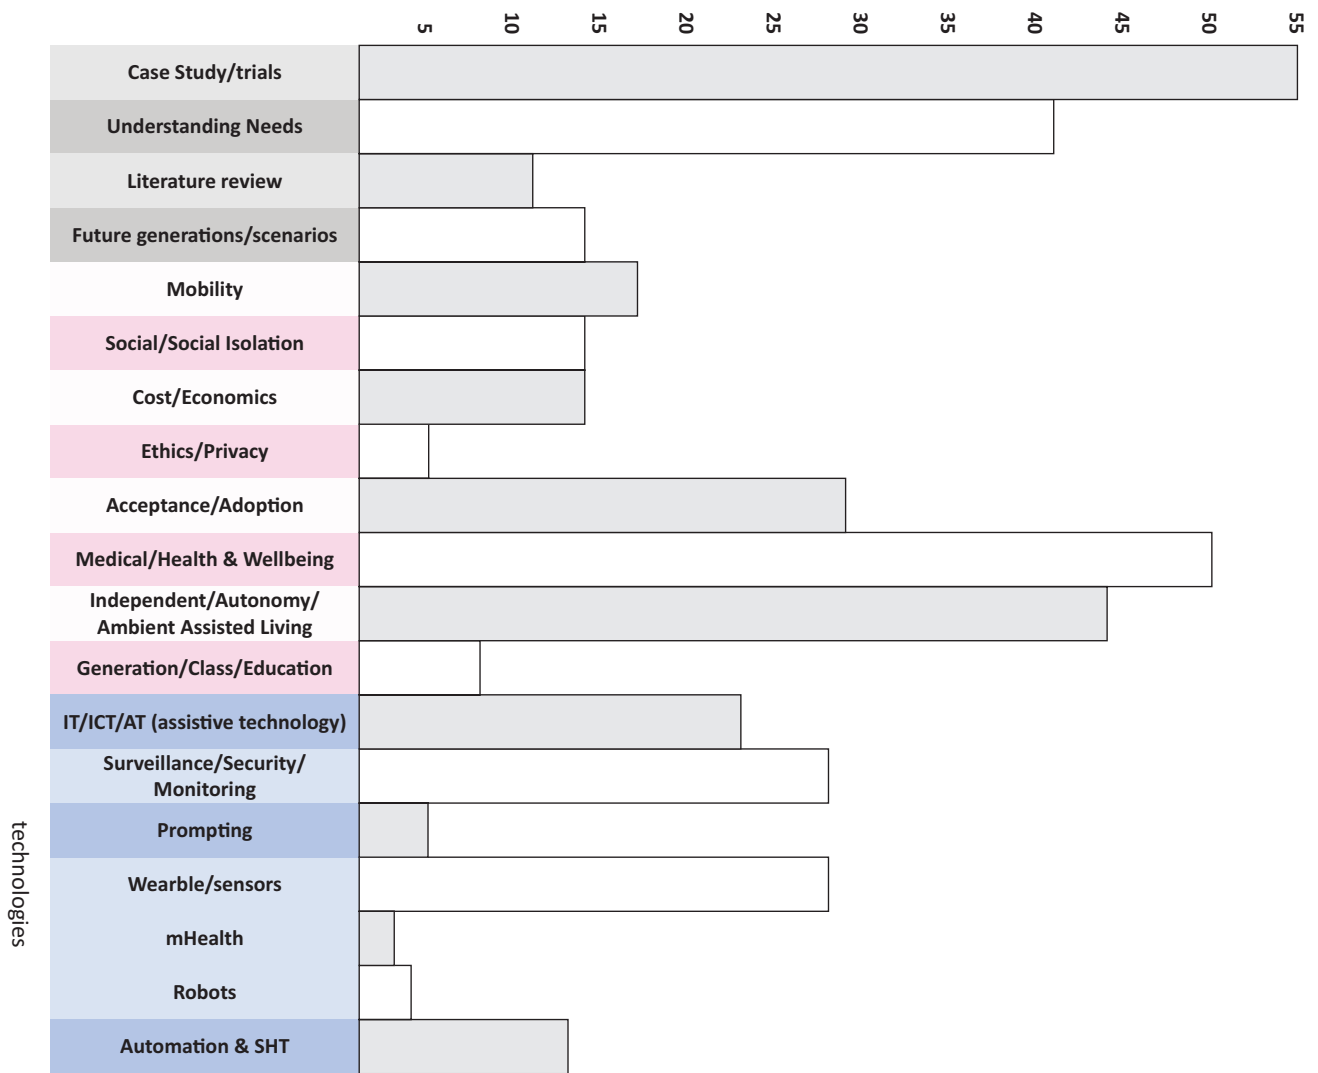 5 10 15 20 25 30 35 40 45 50 55
Case Study/trials
Understanding Needs
Literature review
Future generations/scenarios
Mobility
Social/Social Isolation
Cost/Economics
Ethics/Privacy
Acceptance/Adoption
Medical/Health & Wellbeing
Independent/Autonomy/
Ambient Assisted Living
Generation/Class/Education
IT/ICT/AT (assistive technology)
Surveillance/Security/
Monitoring
Prompting
Wearble/sensors
mHealth
Robots
Automation & SHT
technologies